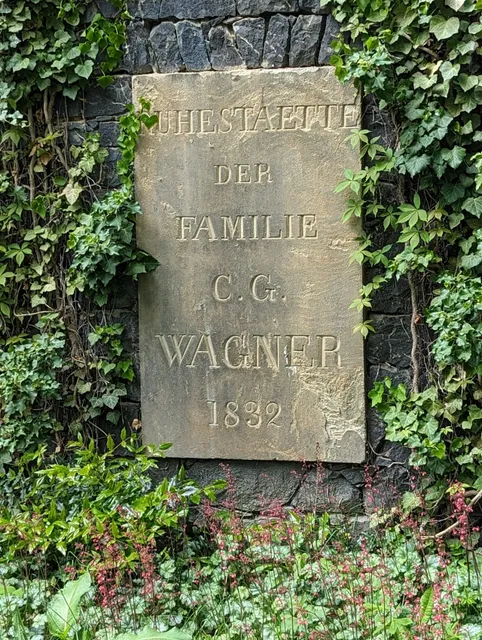 RUHESTAETTE
DER
FAMILIE
C. G.
WAGNER
1832